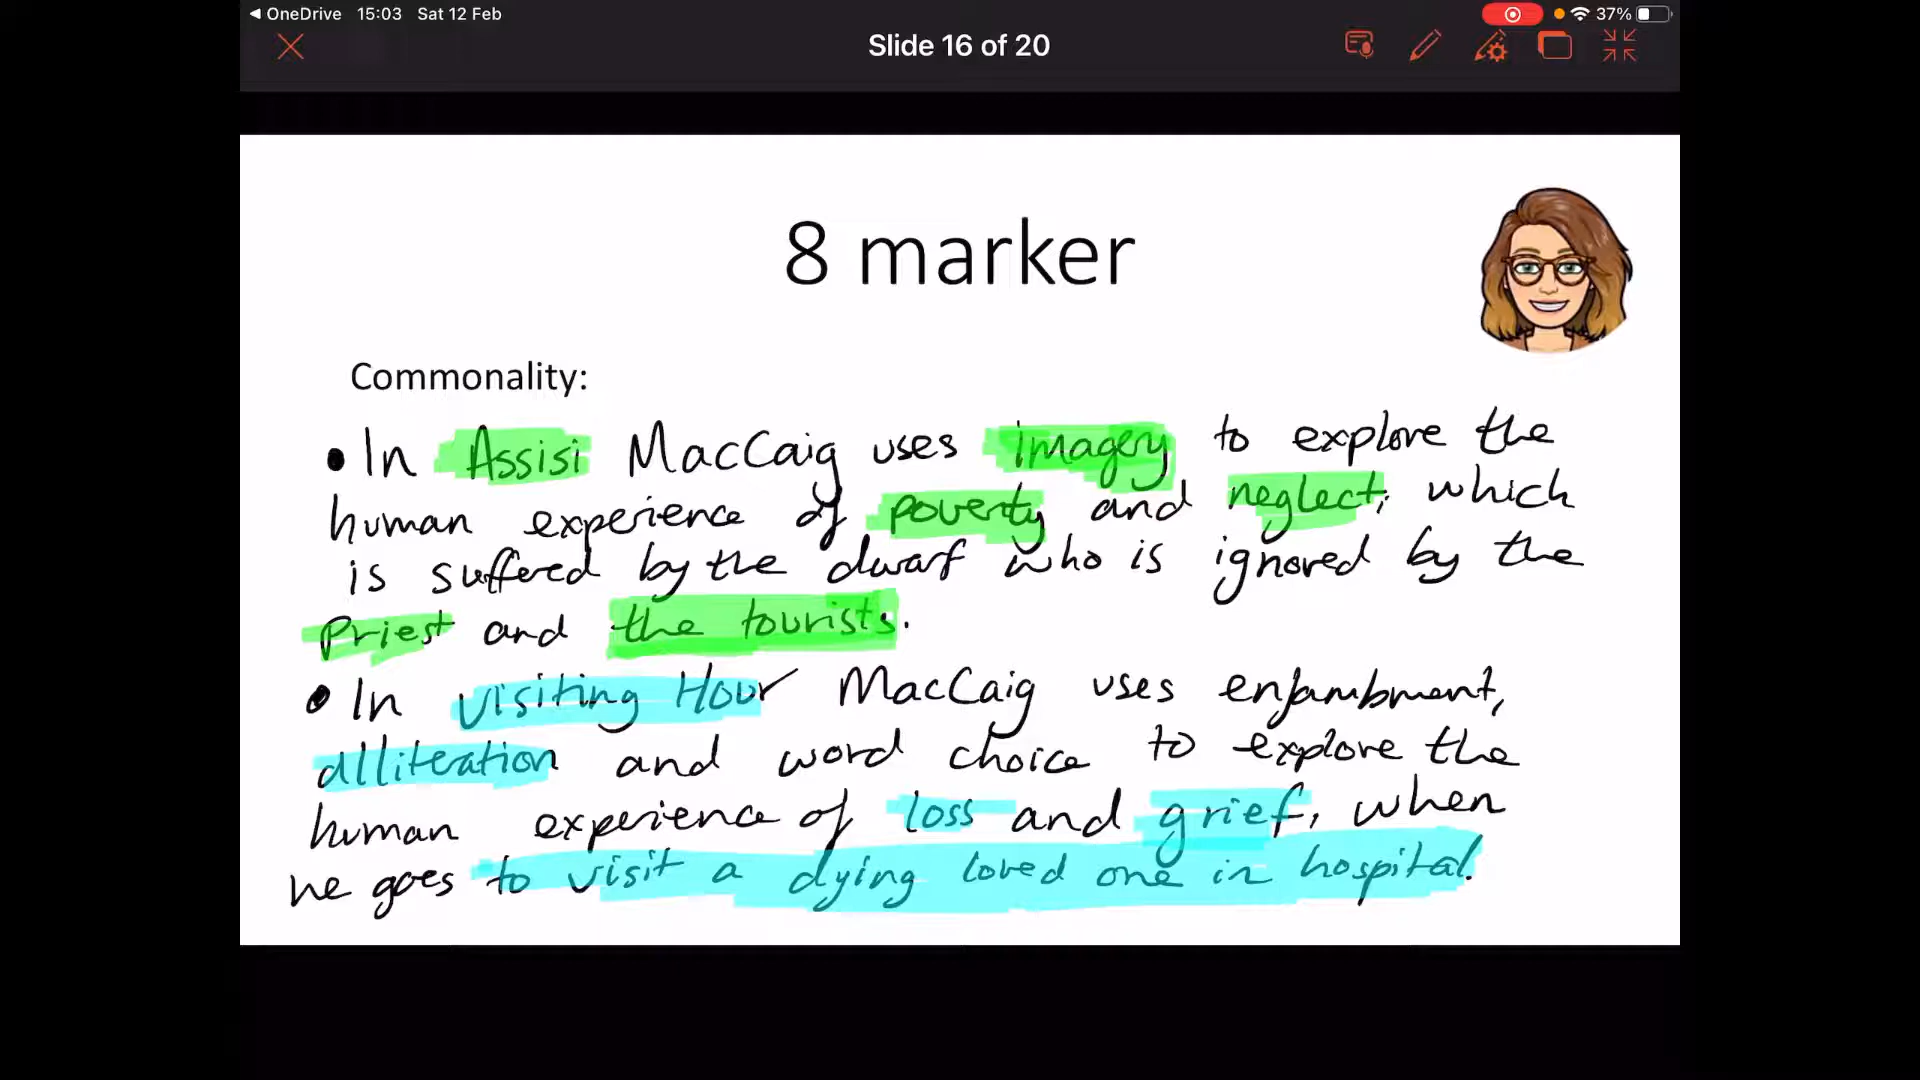 ◀ OneDrive 15:03 Sat 12 Feb 37%
Slide 16 of 20
8 marker
Commonality:
• In Assisi MacCaig uses imagery to explore the
human experience of poverty and neglect, which
is suffered by the dwarf who is ignored by the
Priest and the tourists.
• In Visiting Hour MacCaig uses enjambment,
alliteration and word choice to explore the
human experience of loss and grief, when
he goes to visit a dying loved one in hospital.